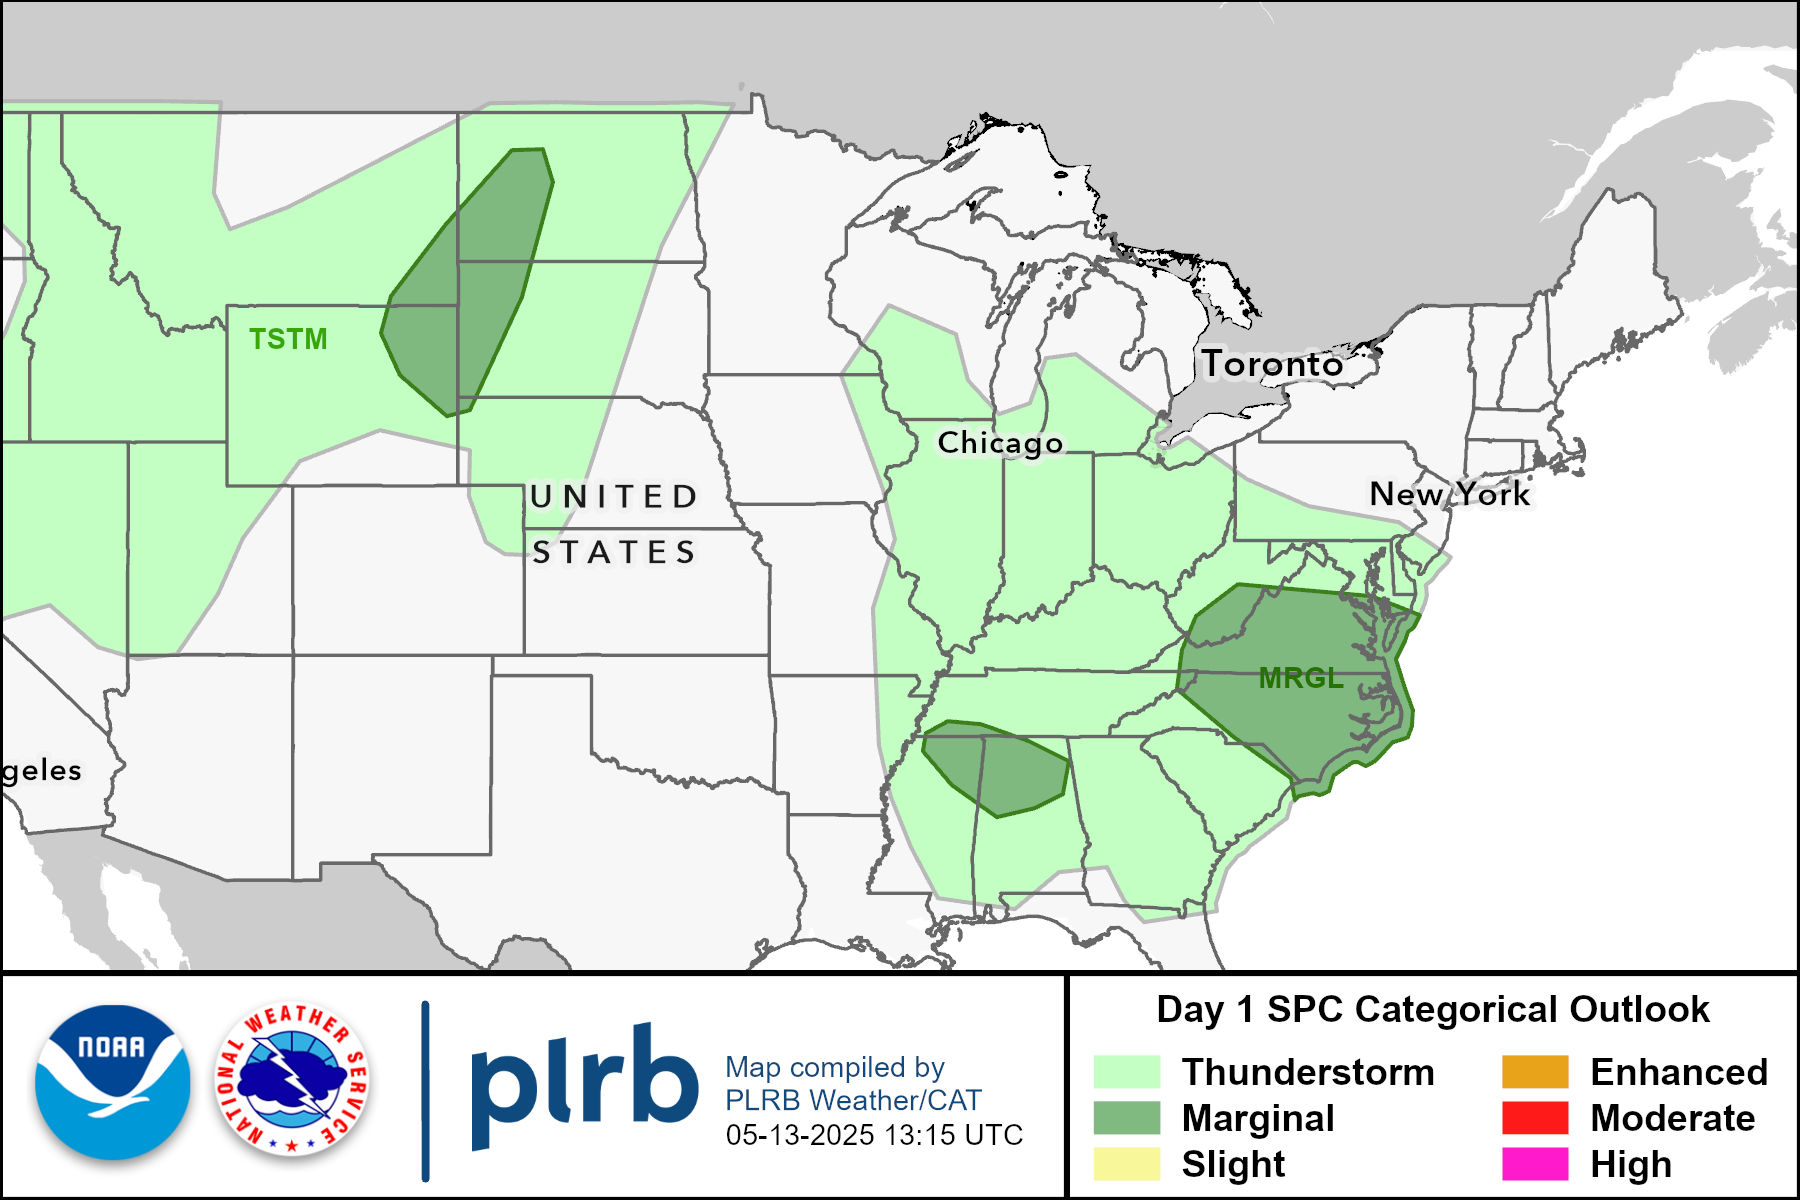 TSTM
Toronto
Chicago
New York
UNITED
STATES
MRGL
geles
NOAA
NATIONAL WEATHER SERVICE
plrb
Map compiled by
PLRB Weather/CAT
05-13-2025 13:15 UTC
Day 1 SPC Categorical Outlook
Thunderstorm
Marginal
Slight
Enhanced
Moderate
High